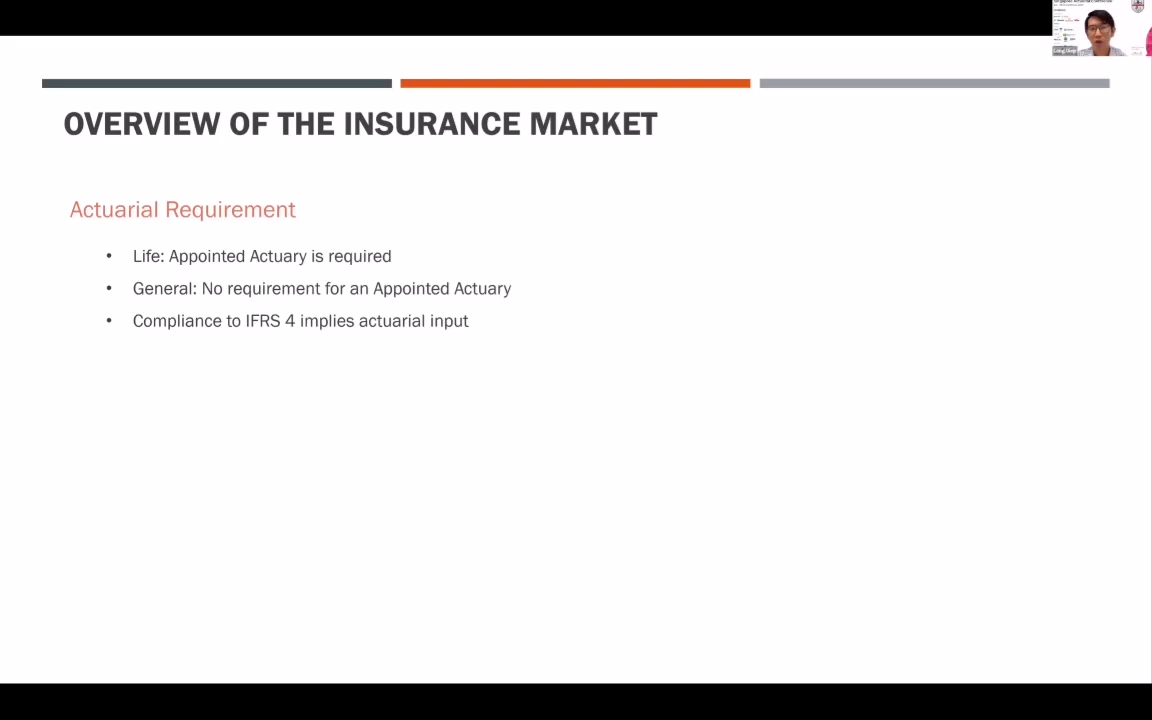 OVERVIEW OF THE INSURANCE MARKET
Actuarial Requirement
• Life: Appointed Actuary is required
• General: No requirement for an Appointed Actuary
• Compliance to IFRS 4 implies actuarial input